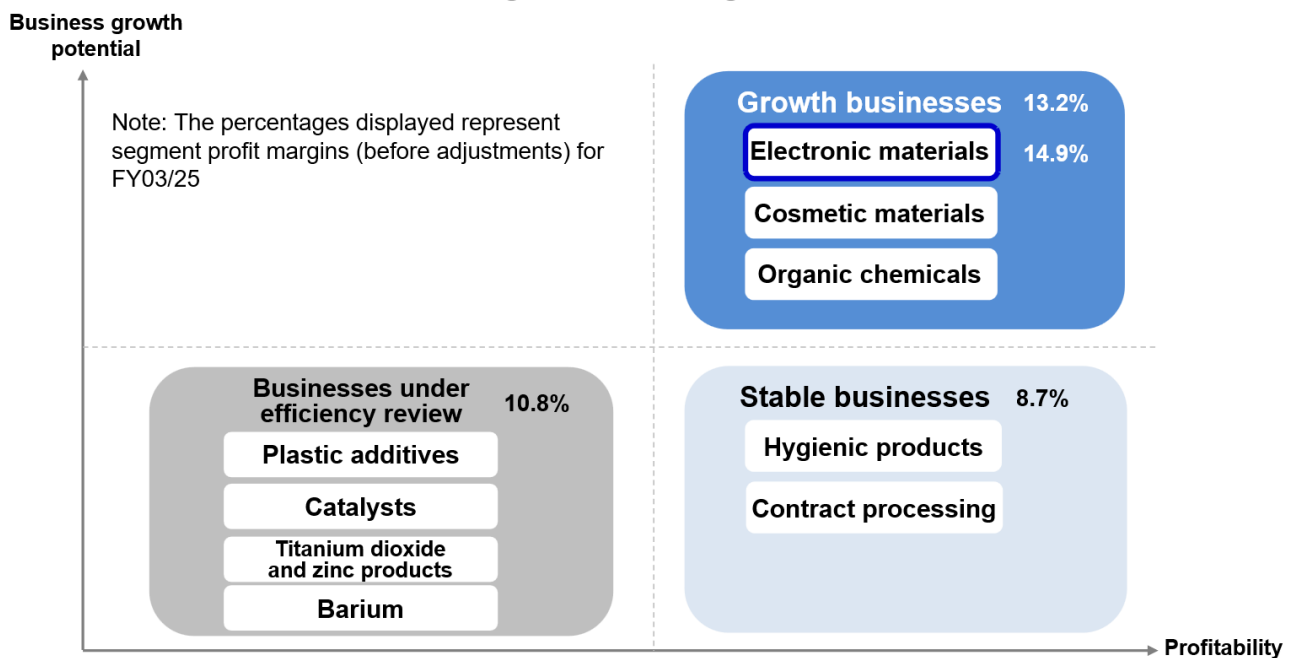 Business growth
potential
Note: The percentages displayed represent
segment profit margins (before adjustments) for
FY03/25
Growth businesses 13.2%
Electronic materials 14.9%
Cosmetic materials
Organic chemicals
Businesses under
efficiency review 10.8%
Plastic additives
Catalysts
Titanium dioxide
and zinc products
Barium
Stable businesses 8.7%
Hygienic products
Contract processing
Profitability